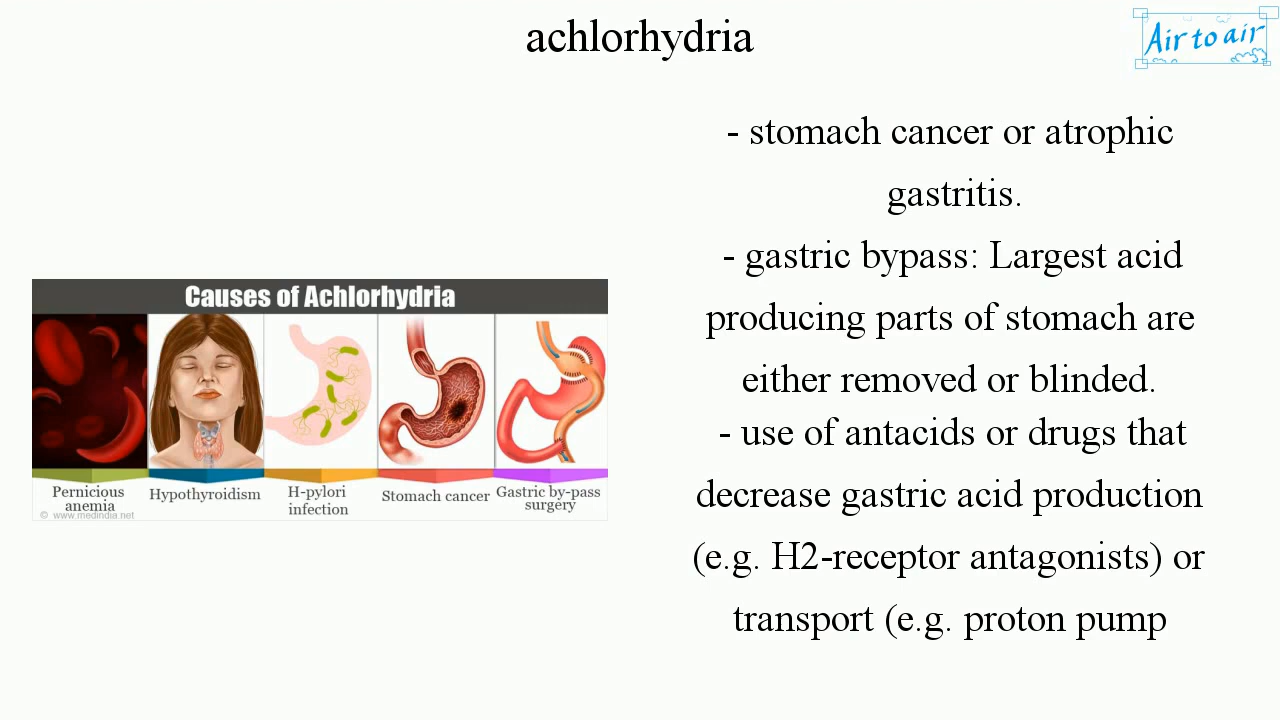 achlorhydria
Air to air
- stomach cancer or atrophic
gastritis.
- gastric bypass: Largest acid
producing parts of stomach are
either removed or blinded.
- use of antacids or drugs that
decrease gastric acid production
(e.g. H2-receptor antagonists) or
transport (e.g. proton pump
Causes of Achlorhydria
Pernicious
anemia
Hypothyroidism
H-pylori
infection
Stomach cancer
Gastric by-pass
surgery
© www.medindia.net